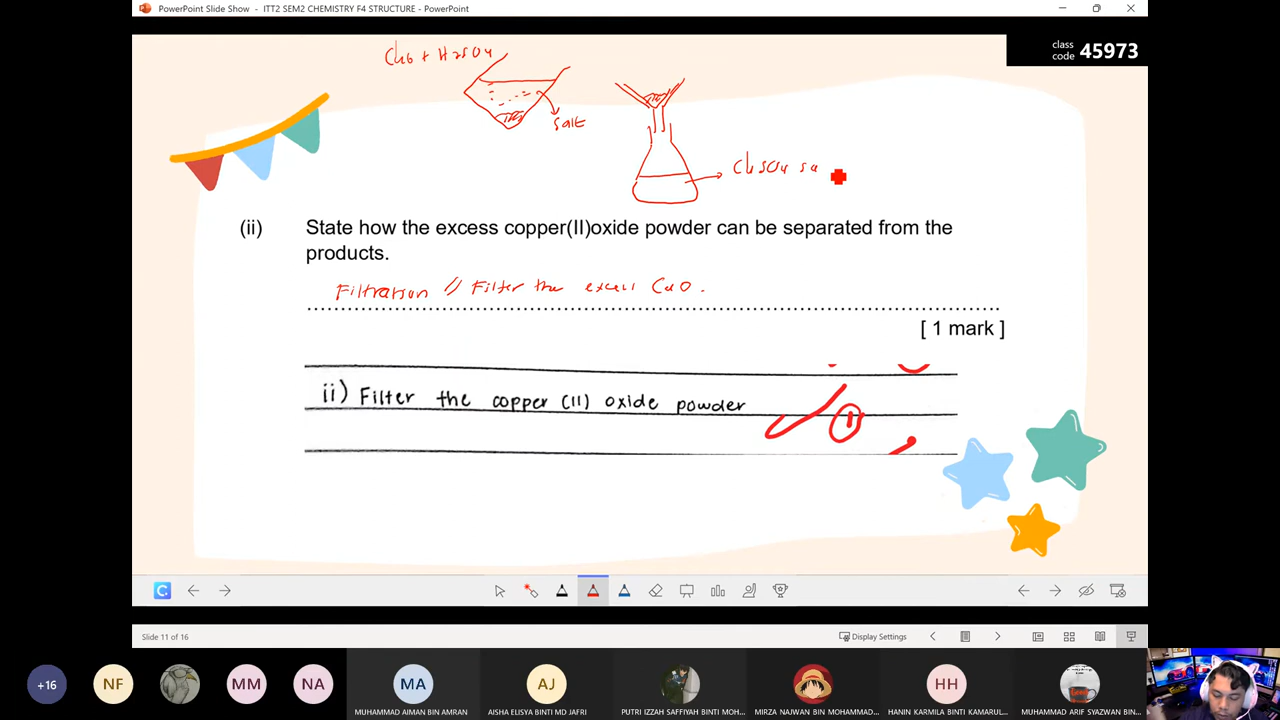 PowerPoint Slide Show - ITT2 SEM2 CHEMISTRY F4 STRUCTURE - PowerPoint
class code 45973
CuO + H2SO4
salt
CuSO4 sa
(ii) State how the excess copper(II)oxide powder can be separated from the
products.
Filtration // Filter the excess CuO.
[ 1 mark ]
ii) Filter the copper (II) oxide powder
1
Slide 11 of 16
Display Settings
+16
NF
MM
NA
MA
AJ
HH
MUHAMMAD AIMAN BIN AMRAN
AISHA ELISYA BINTI MD JAFRI
PUTRI IZZAH SAFFIYAH BINTI MOH...
MIRZA NAJWAN BIN MOHAMMAD...
HANIN KARMILA BINTI KAMARUL...
MUHAMMAD ARIF SYAZWAN BIN...